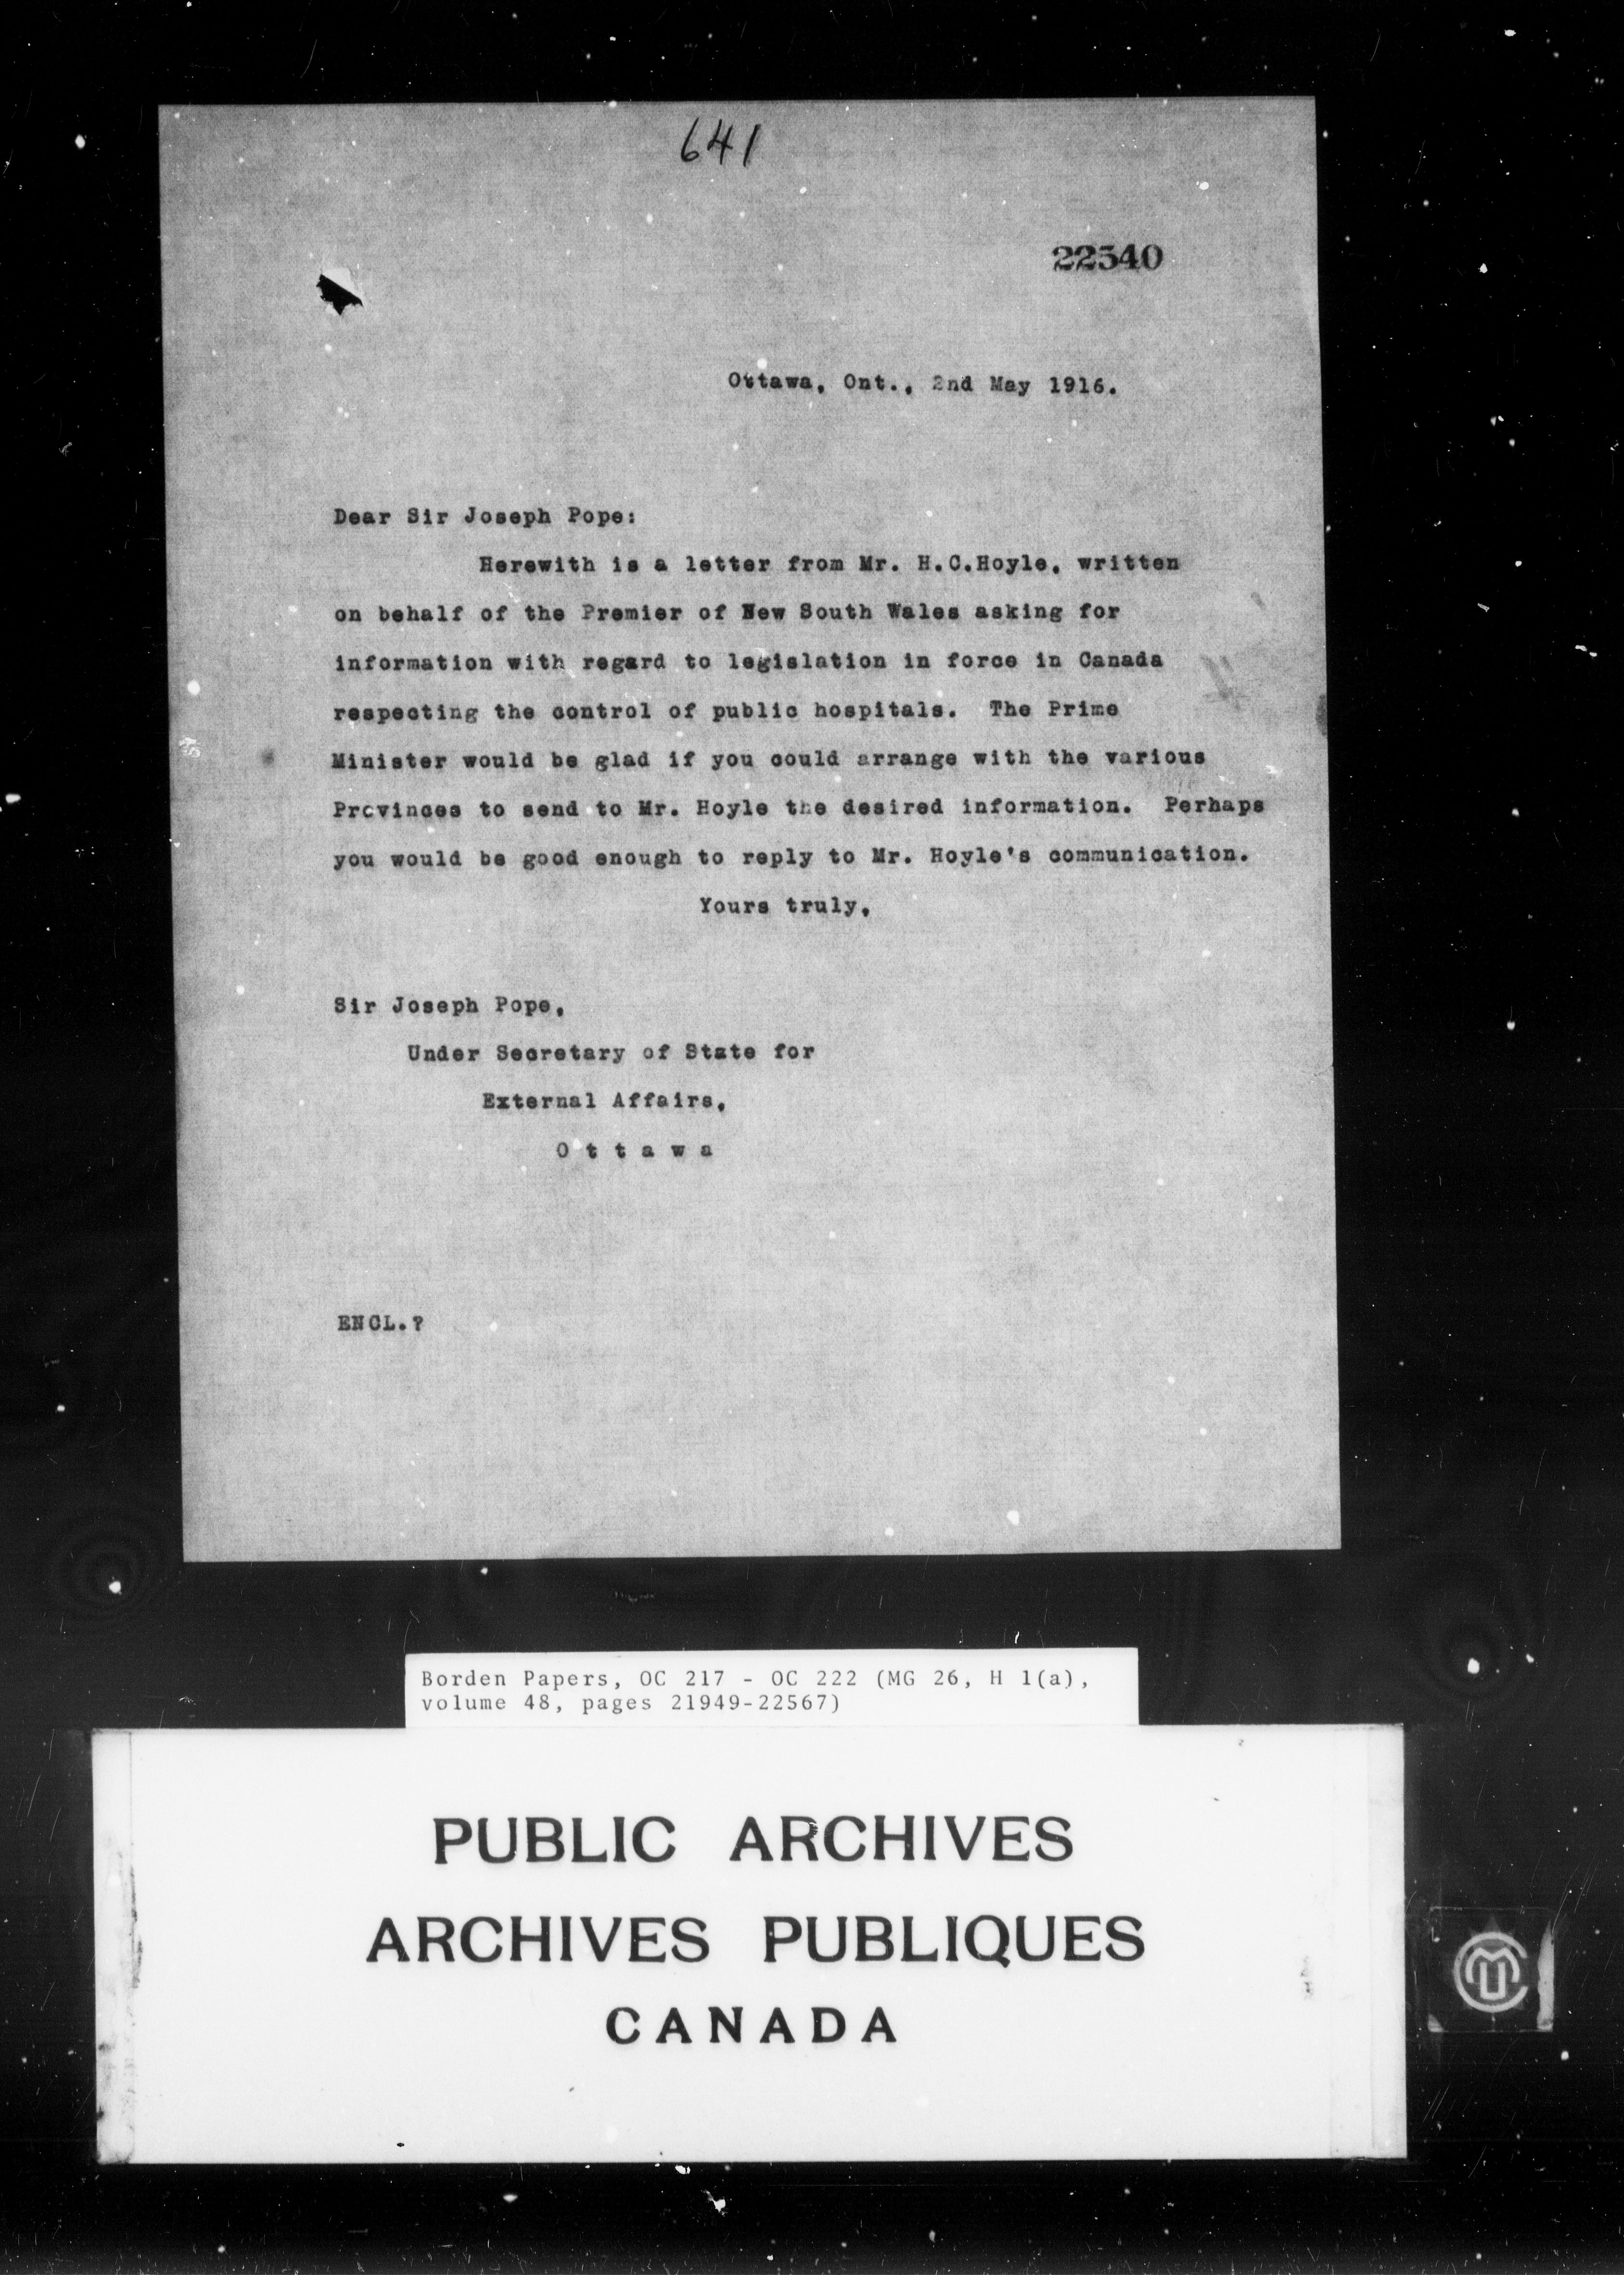 641
22540
Ottawa, Ont., 2nd May 1916.
Dear Sir Joseph Pope:
Herewith is a letter from Mr. H.C.Hoyle, written
on behalf of the Premier of New South Wales asking for
information with regard to legislation in force in Canada
respecting the control of public hospitals. The Prime
Minister would be glad if you could arrange with the various
Provinces to send to Mr. Hoyle the desired information. Perhaps
you would be good enough to reply to Mr. Hoyle's communication.
Yours truly,
Sir Joseph Pope,
Under Secretary of State for
External Affairs,
O t t a w a
ENCL.?
Borden Papers, OC 217 - OC 222 (MG 26, H 1(a),
volume 48, pages 21949-22567)
PUBLIC ARCHIVES
ARCHIVES PUBLIQUES
CANADA